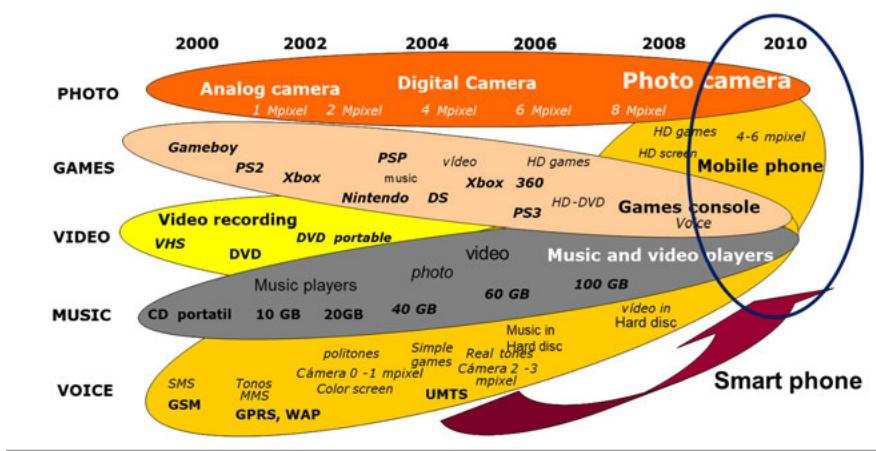 2000 2002 2004 2006 2008 2010
PHOTO
Analog camera Digital Camera Photo camera
1 Mpixel 2 Mpixel 4 Mpixel 6 Mpixel 8 Mpixel
HD games 4-6 mpixel
HD screen Mobile phone
GAMES
Gameboy PS2 Xbox
PSP music vídeo HD games
Nintendo DS Xbox 360
PS3 HD-DVD Games console
Voice
VIDEO
Video recording
VHS DVD DVD portable
Music and video players
video
photo
Music players
MUSIC
CD portatil 10 GB 20GB 40 GB 60 GB 100 GB
Music in
Hard disc
vídeo in
Hard disc
VOICE
SMS
GSM
Tonos
MMS
GPRS, WAP
politones
Cámara 0 -1 mpixel
Color screen
Simple
games
Real tones
Cámara 2 -3
mpixel
UMTS
Smart phone